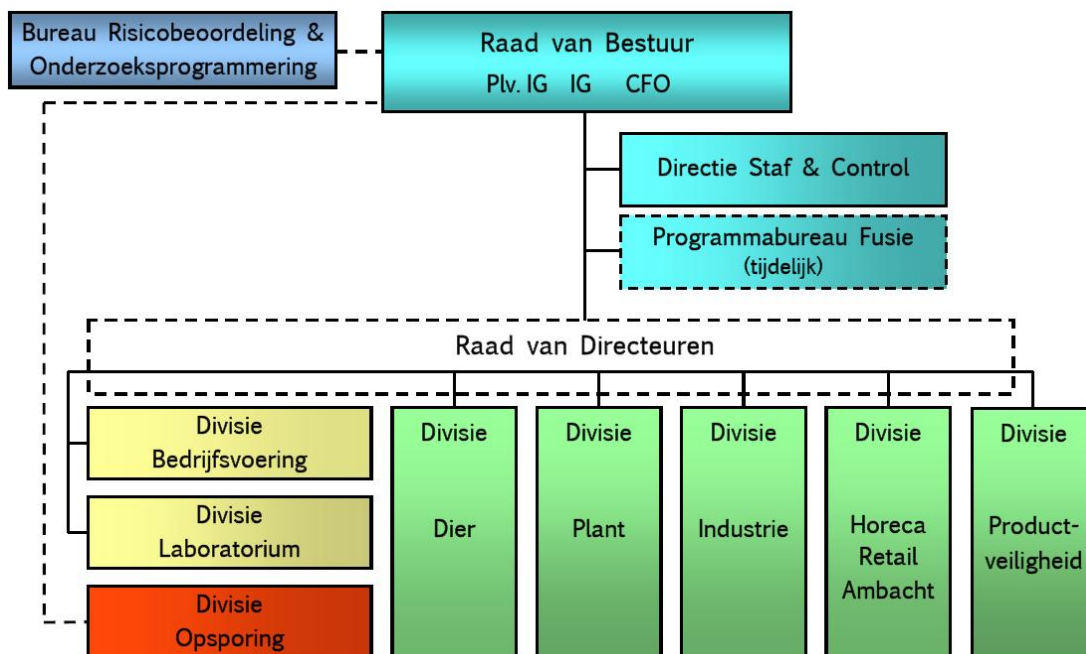 Bureau Risicobeoordeling &
Onderzoeksprogrammering
Raad van Bestuur
Plv. IG IG CFO
Directie Staf & Control
Programmabureau Fusie
(tijdelijk)
Raad van Directeuren
Divisie
Bedrijfsvoering
Divisie
Laboratorium
Divisie
Opsporing
Divisie
Dier
Divisie
Plant
Divisie
Industrie
Divisie
Horeca
Retail
Ambacht
Divisie
Product-
veiligheid